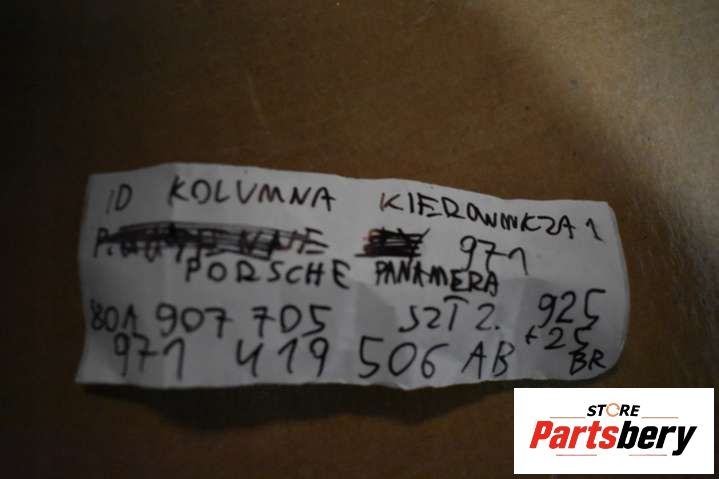 ID KOLUMNA KIEROWNICZA 1
971
PORSCHE PANAMERA
801 907 705 SZT 2. 925
+25
971 419 506 AB BR
STORE
Partsbery